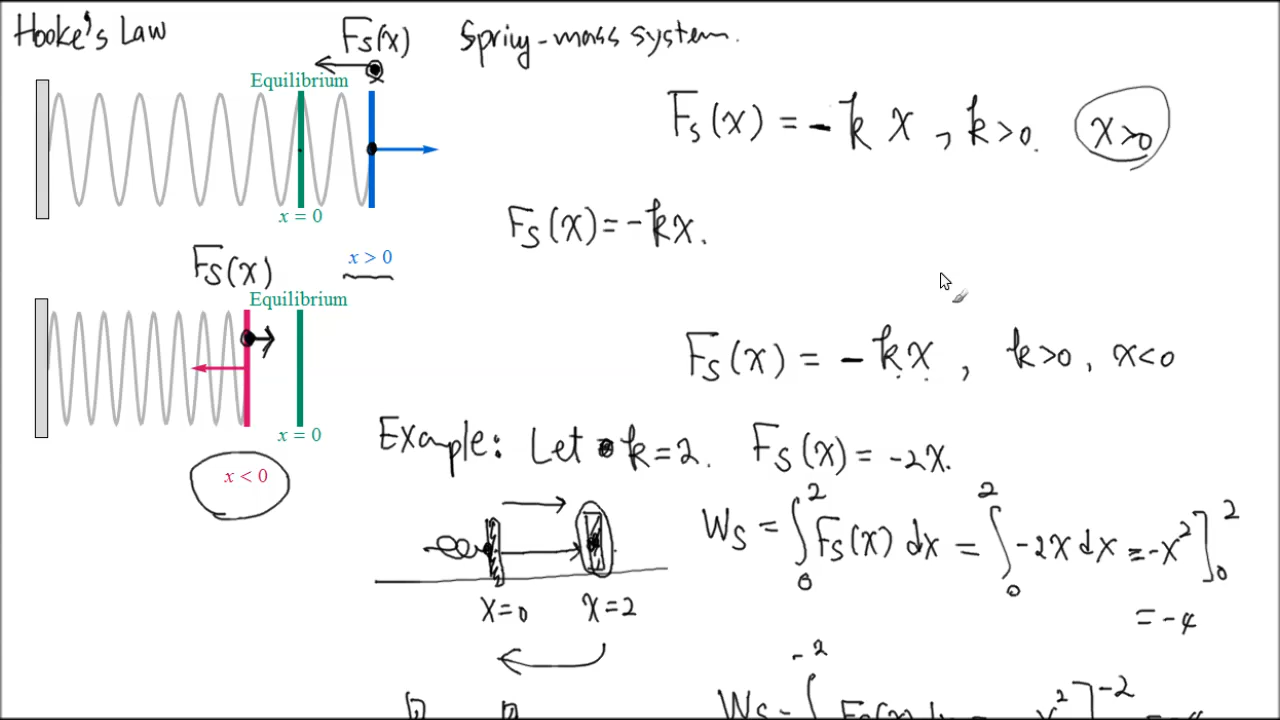 Hooke's Law
Fs(x) Spring-mass system.
Equilibrium
Fs(x) = -k x , k>0. x>0
x = 0
Fs(x) = -kx.
x > 0
Fs(x)
Equilibrium
Fs(x) = -kx , k>0, x<0
x = 0
x < 0
Example: Let k=2. Fs(x) = -2x.
Ws = ∫₀² Fs(x) dx = ∫₀² -2x dx = -x²]₀²
= -4
x=0 x=2